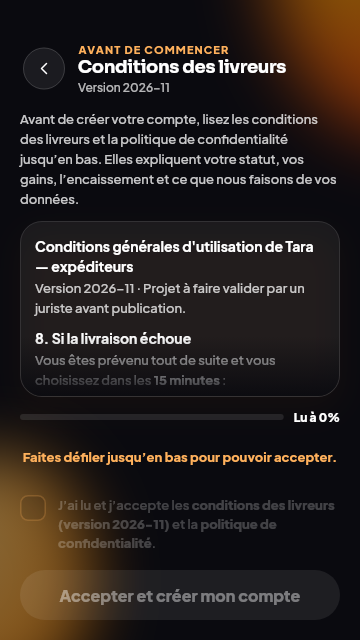 AVANT DE COMMENCER
Conditions des livreurs
Version 2026-11
Avant de créer votre compte, lisez les conditions
des livreurs et la politique de confidentialité
jusqu'en bas. Elles expliquent votre statut, vos
gains, l'encaissement et ce que nous faisons de vos
données.
Conditions générales d'utilisation de Tara
— expéditeurs
Version 2026-11 · Projet à faire valider par un
juriste avant publication.
8. Si la livraison échoue
Vous êtes prévenu tout de suite et vous
choisissez dans les 15 minutes :
Lu à 0%
Faites défiler jusqu'en bas pour pouvoir accepter.
J'ai lu et j'accepte les conditions des livreurs
(version 2026-11) et la politique de
confidentialité.
Accepter et créer mon compte